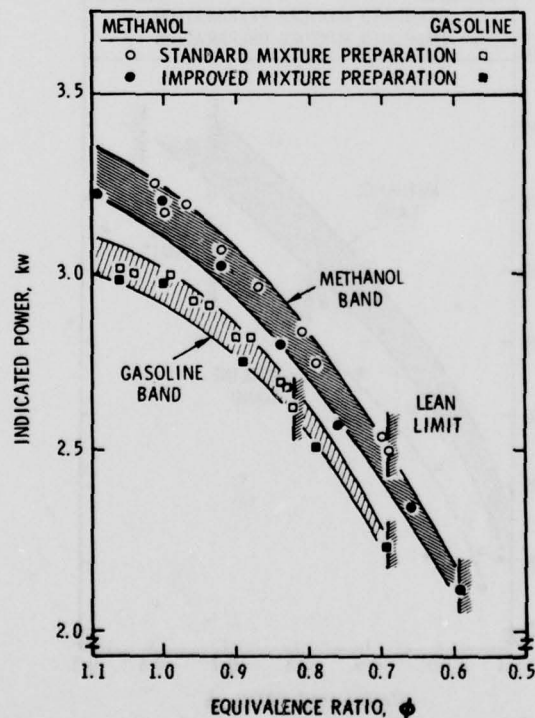 METHANOL GASOLINE
○ STANDARD MIXTURE PREPARATION □
● IMPROVED MIXTURE PREPARATION ■
3.5
3.0
2.5
2.0
INDICATED POWER, kw
METHANOL
BAND
GASOLINE
BAND
LEAN
LIMIT
1.1 1.0 0.9 0.8 0.7 0.6 0.5
EQUIVALENCE RATIO, ϕ